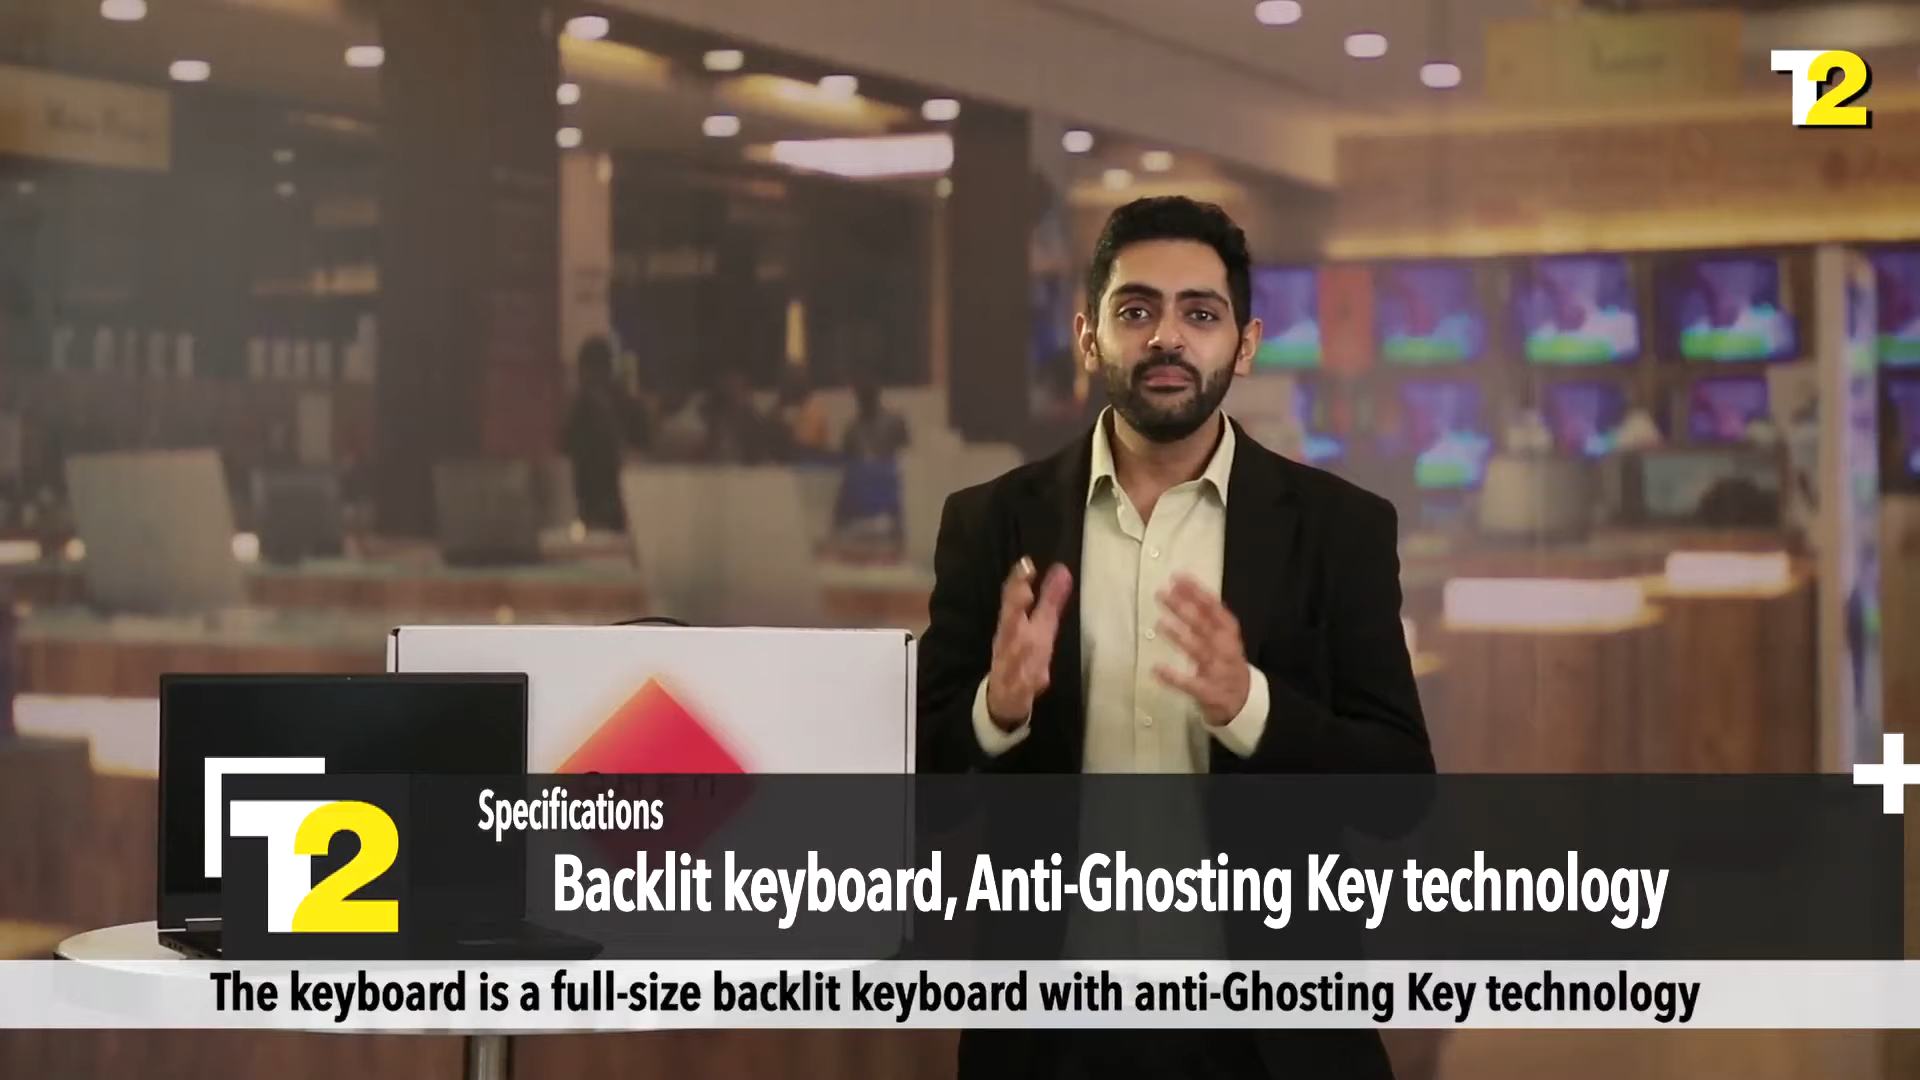 T2
Specifications
T2
Backlit keyboard, Anti-Ghosting Key technology
The keyboard is a full-size backlit keyboard with anti-Ghosting Key technology